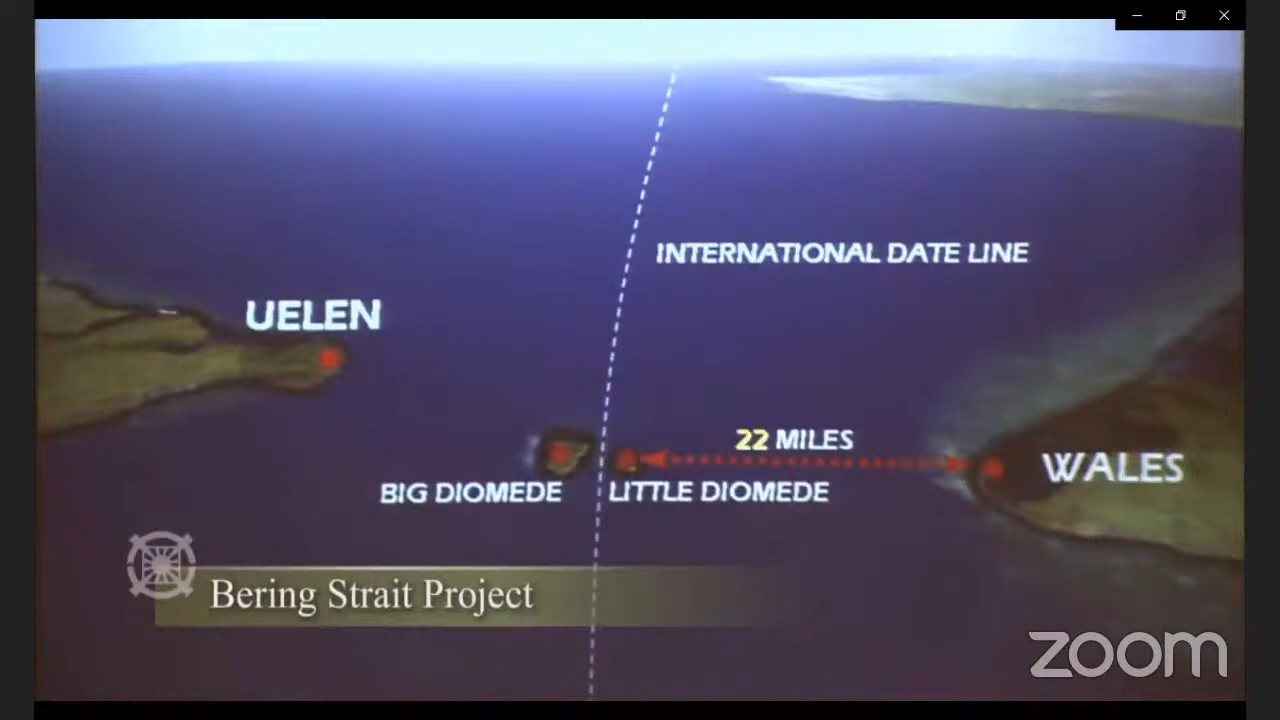 INTERNATIONAL DATE LINE
UELEN
22 MILES
WALES
BIG DIOMEDE
LITTLE DIOMEDE
Bering Strait Project
zoom